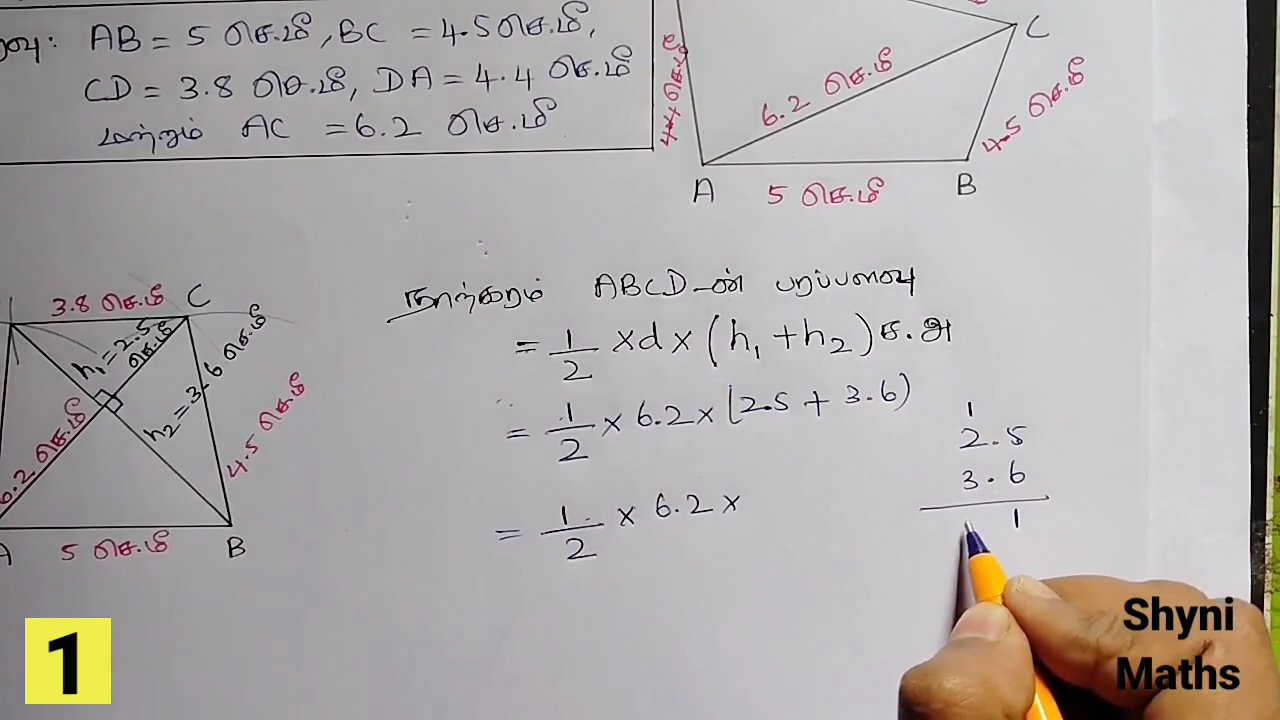 AB = 5 செ.மீ, BC = 4.5 செ.மீ,
CD = 3.8 செ.மீ, DA = 4.4 செ.மீ
மற்றும் AC = 6.2 செ.மீ
C
4.4 செ.மீ
6.2 செ.மீ
4.5 செ.மீ
A
5 செ.மீ
B
3.8 செ.மீ
C
h₁ = 2.5 செ.மீ
h₂ = 3.6 செ.மீ
6.2 செ.மீ
4.5 செ.மீ
A
5 செ.மீ
B
நாற்கரம் ABCD-ன் பரப்பளவு
= 1/2 × d × (h₁ + h₂) ச.அ
= 1/2 × 6.2 × (2.5 + 3.6)
= 1/2 × 6.2 ×
1
2.5
3.6
1
1
Shyni
Maths